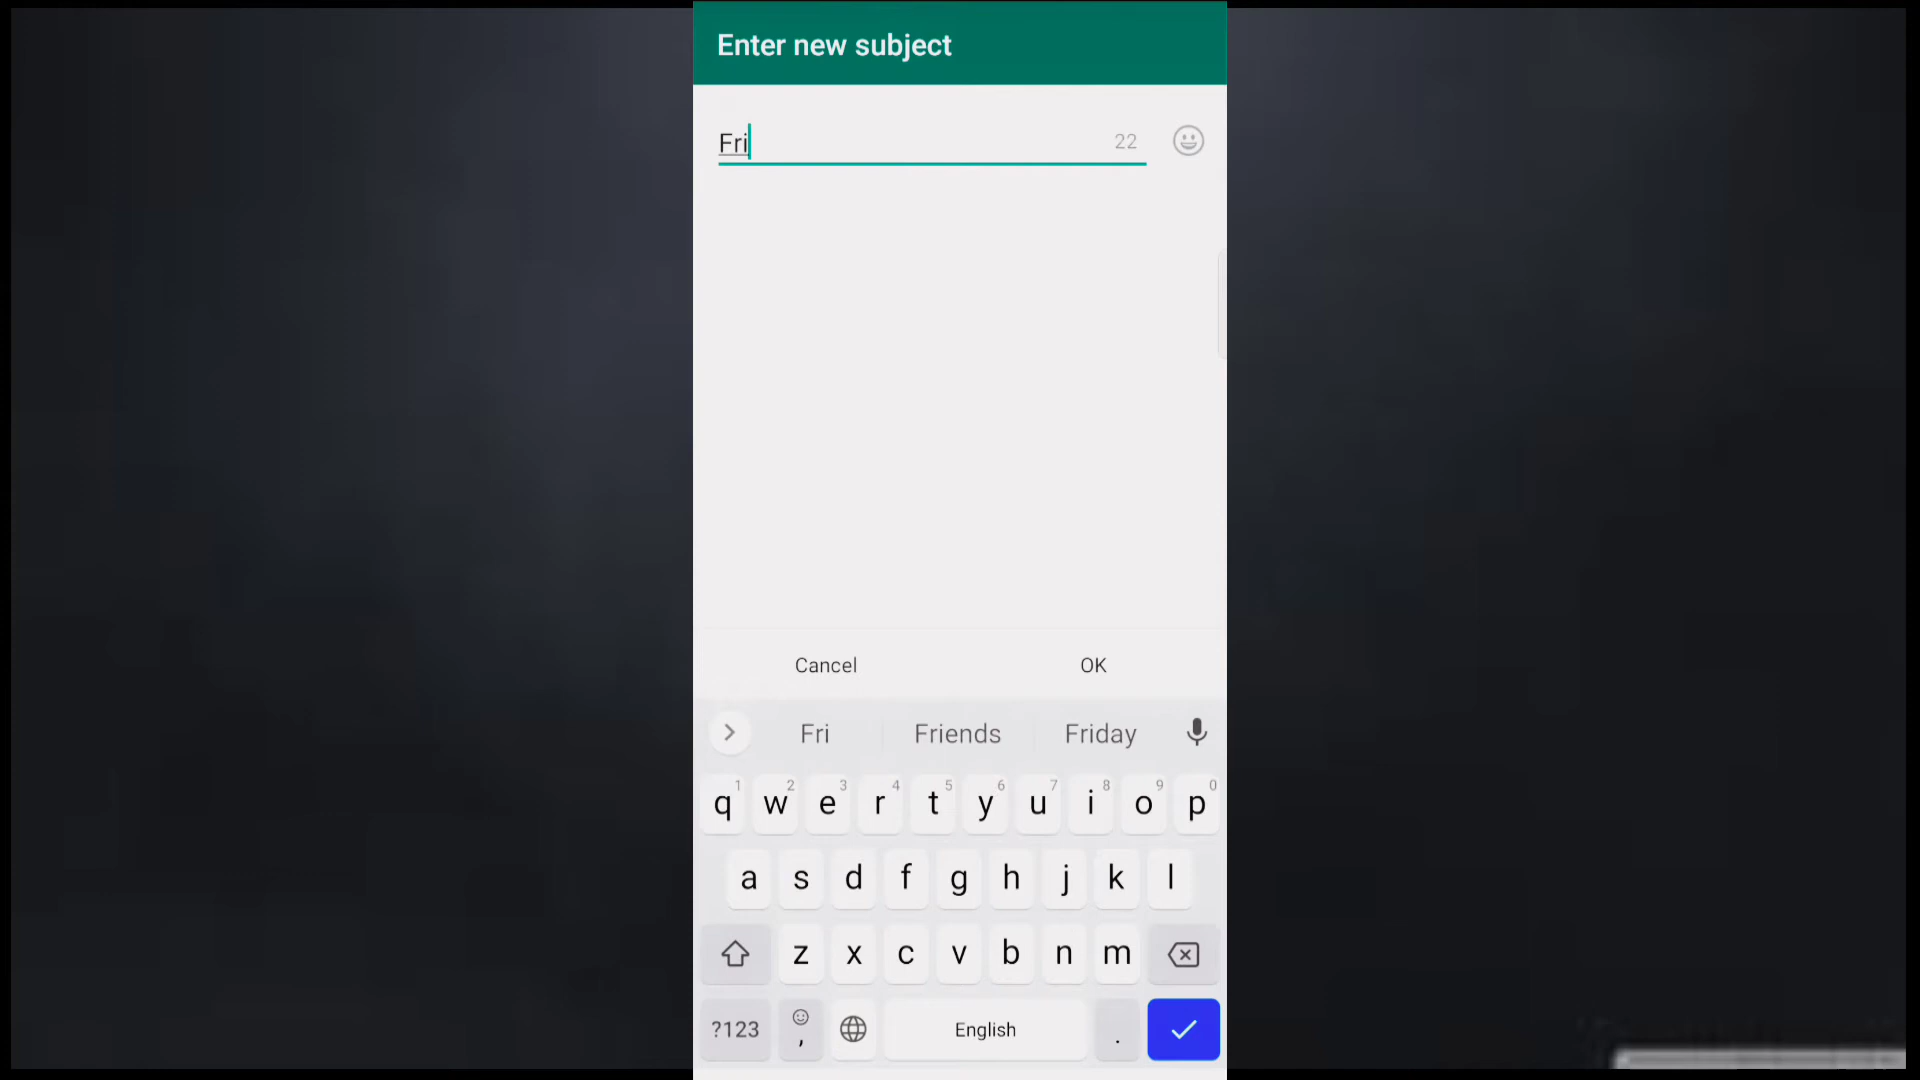 Enter new subject
Fri 22
Cancel OK
Fri Friends Friday
1 2 3 4 5 6 7 8 9 0
q w e r t y u i o p
a s d f g h j k l
z x c v b n m
?123 , English .